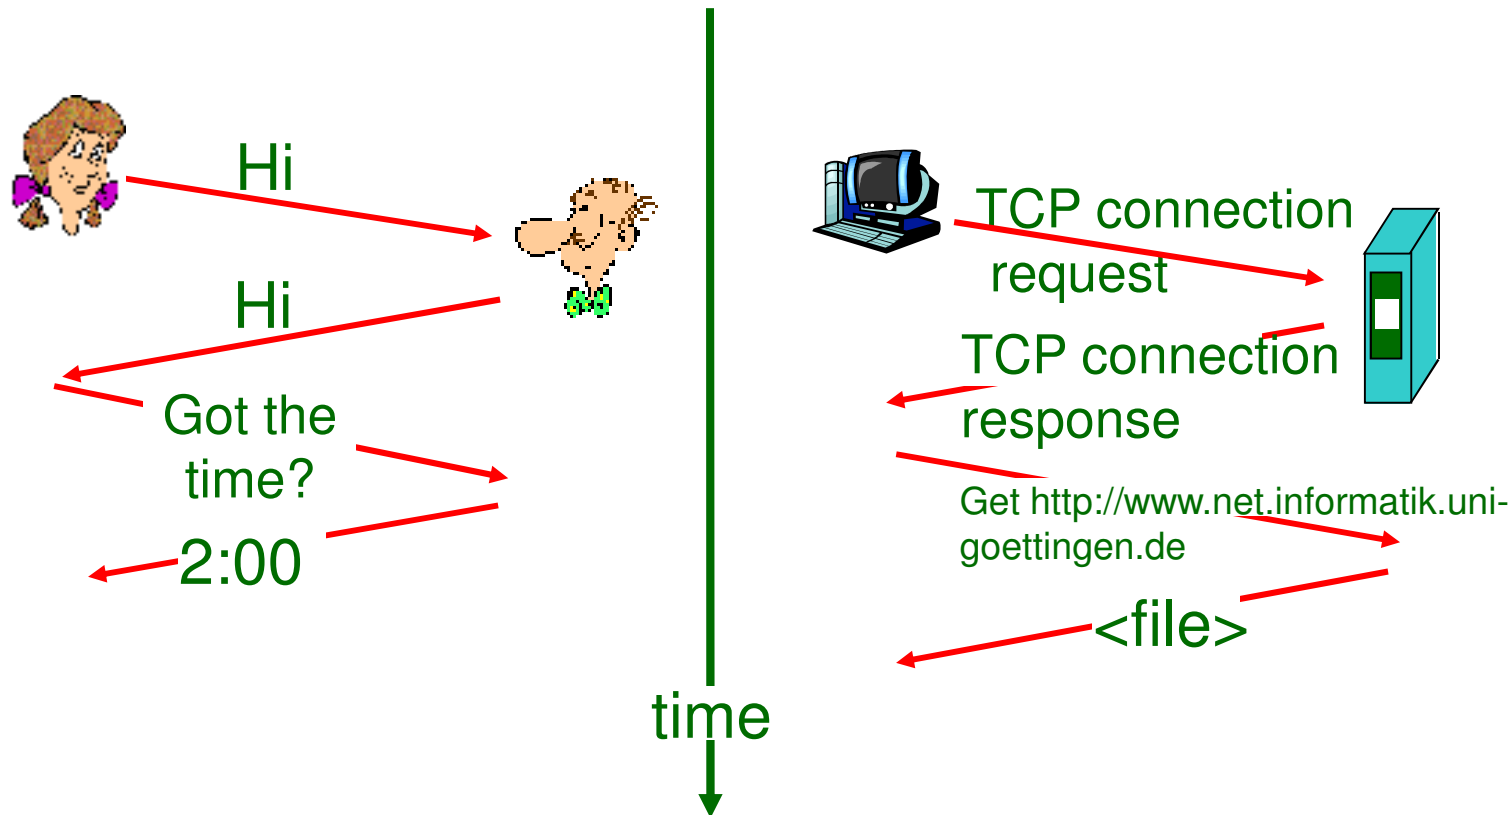 Hi
Hi
Got the
time?
2:00
time
TCP connection
request
TCP connection
response
Get http://www.net.informatik.uni-
goettingen.de
<file>